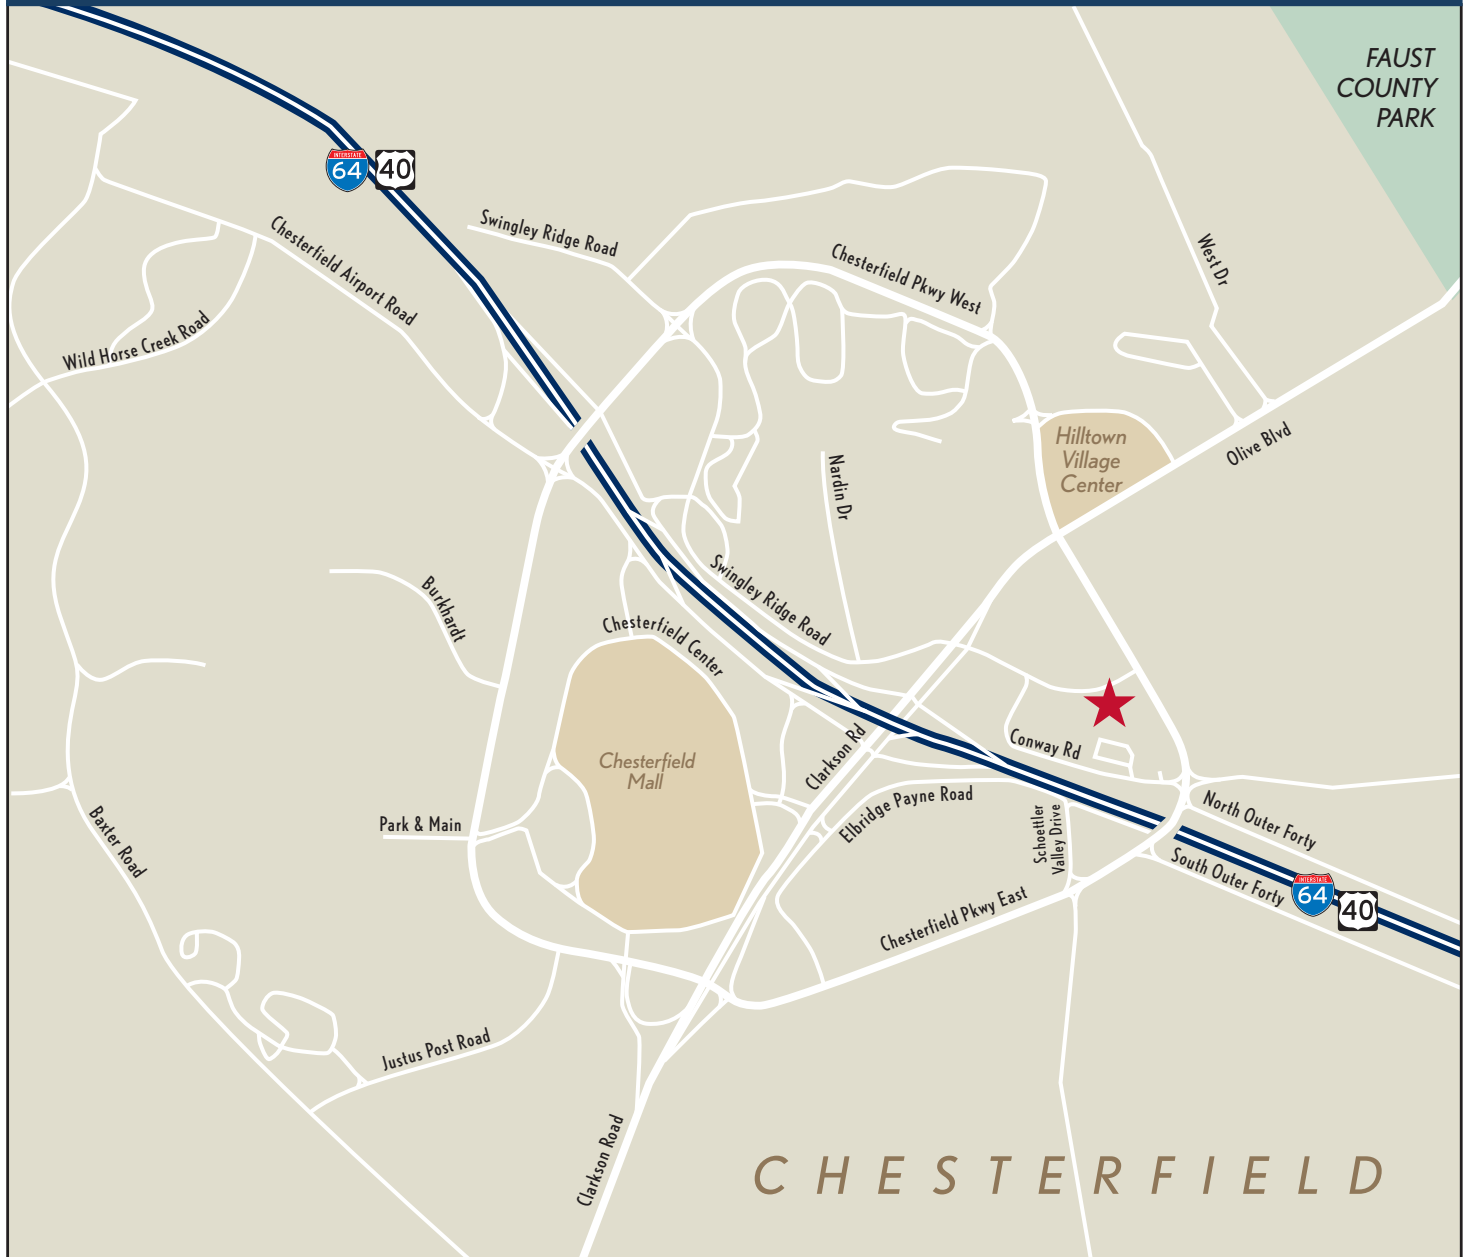 FAUST
COUNTY
PARK
INTERSTATE
64
40
Swingley Ridge Road
Chesterfield Airport Road
Chesterfield Pkwy West
West Dr
Wild Horse Creek Road
Hilltown
Village
Center
Olive Blvd
Nardin Dr
Burkhardt
Swingley Ridge Road
Chesterfield Center
Chesterfield
Mall
Clarkson Rd
Conway Rd
Elbridge Payne Road
Schoettler
Valley Drive
North Outer Forty
South Outer Forty
INTERSTATE
64
40
Park & Main
Baxter Road
Chesterfield Pkwy East
Justus Post Road
Clarkson Road
CHESTERFIELD